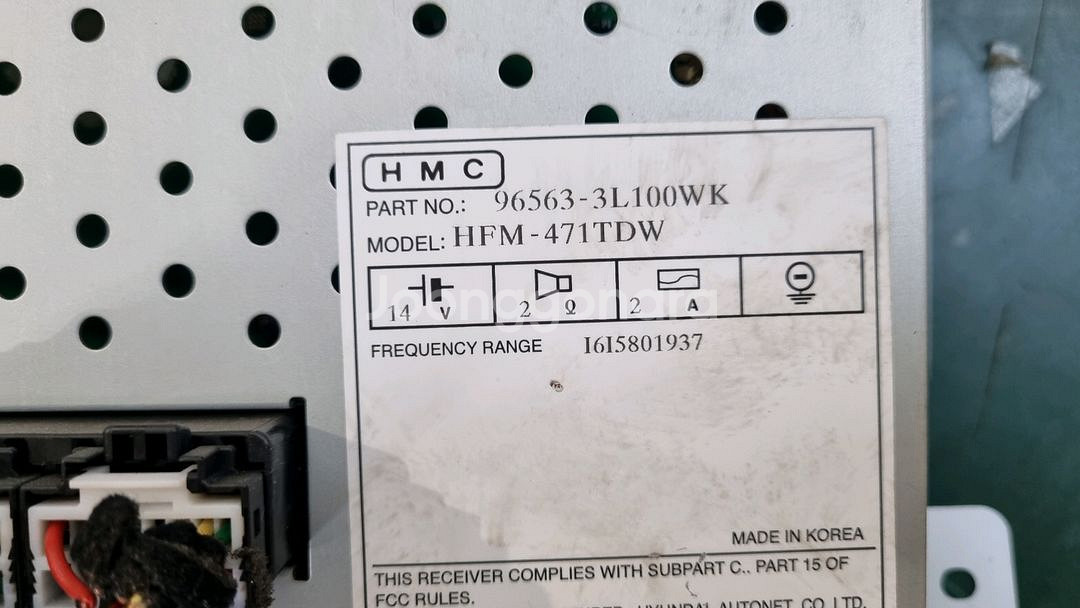 HMC
PART NO.: 96563-3L100WK
MODEL: HFM-471TDW
14 V 2 Ω 2 A
Joonggonara
FREQUENCY RANGE I6I5801937
MADE IN KOREA
THIS RECEIVER COMPLIES WITH SUBPART C.. PART 15 OF
FCC RULES.
HYUNDAI AUTONET CO. LTD.